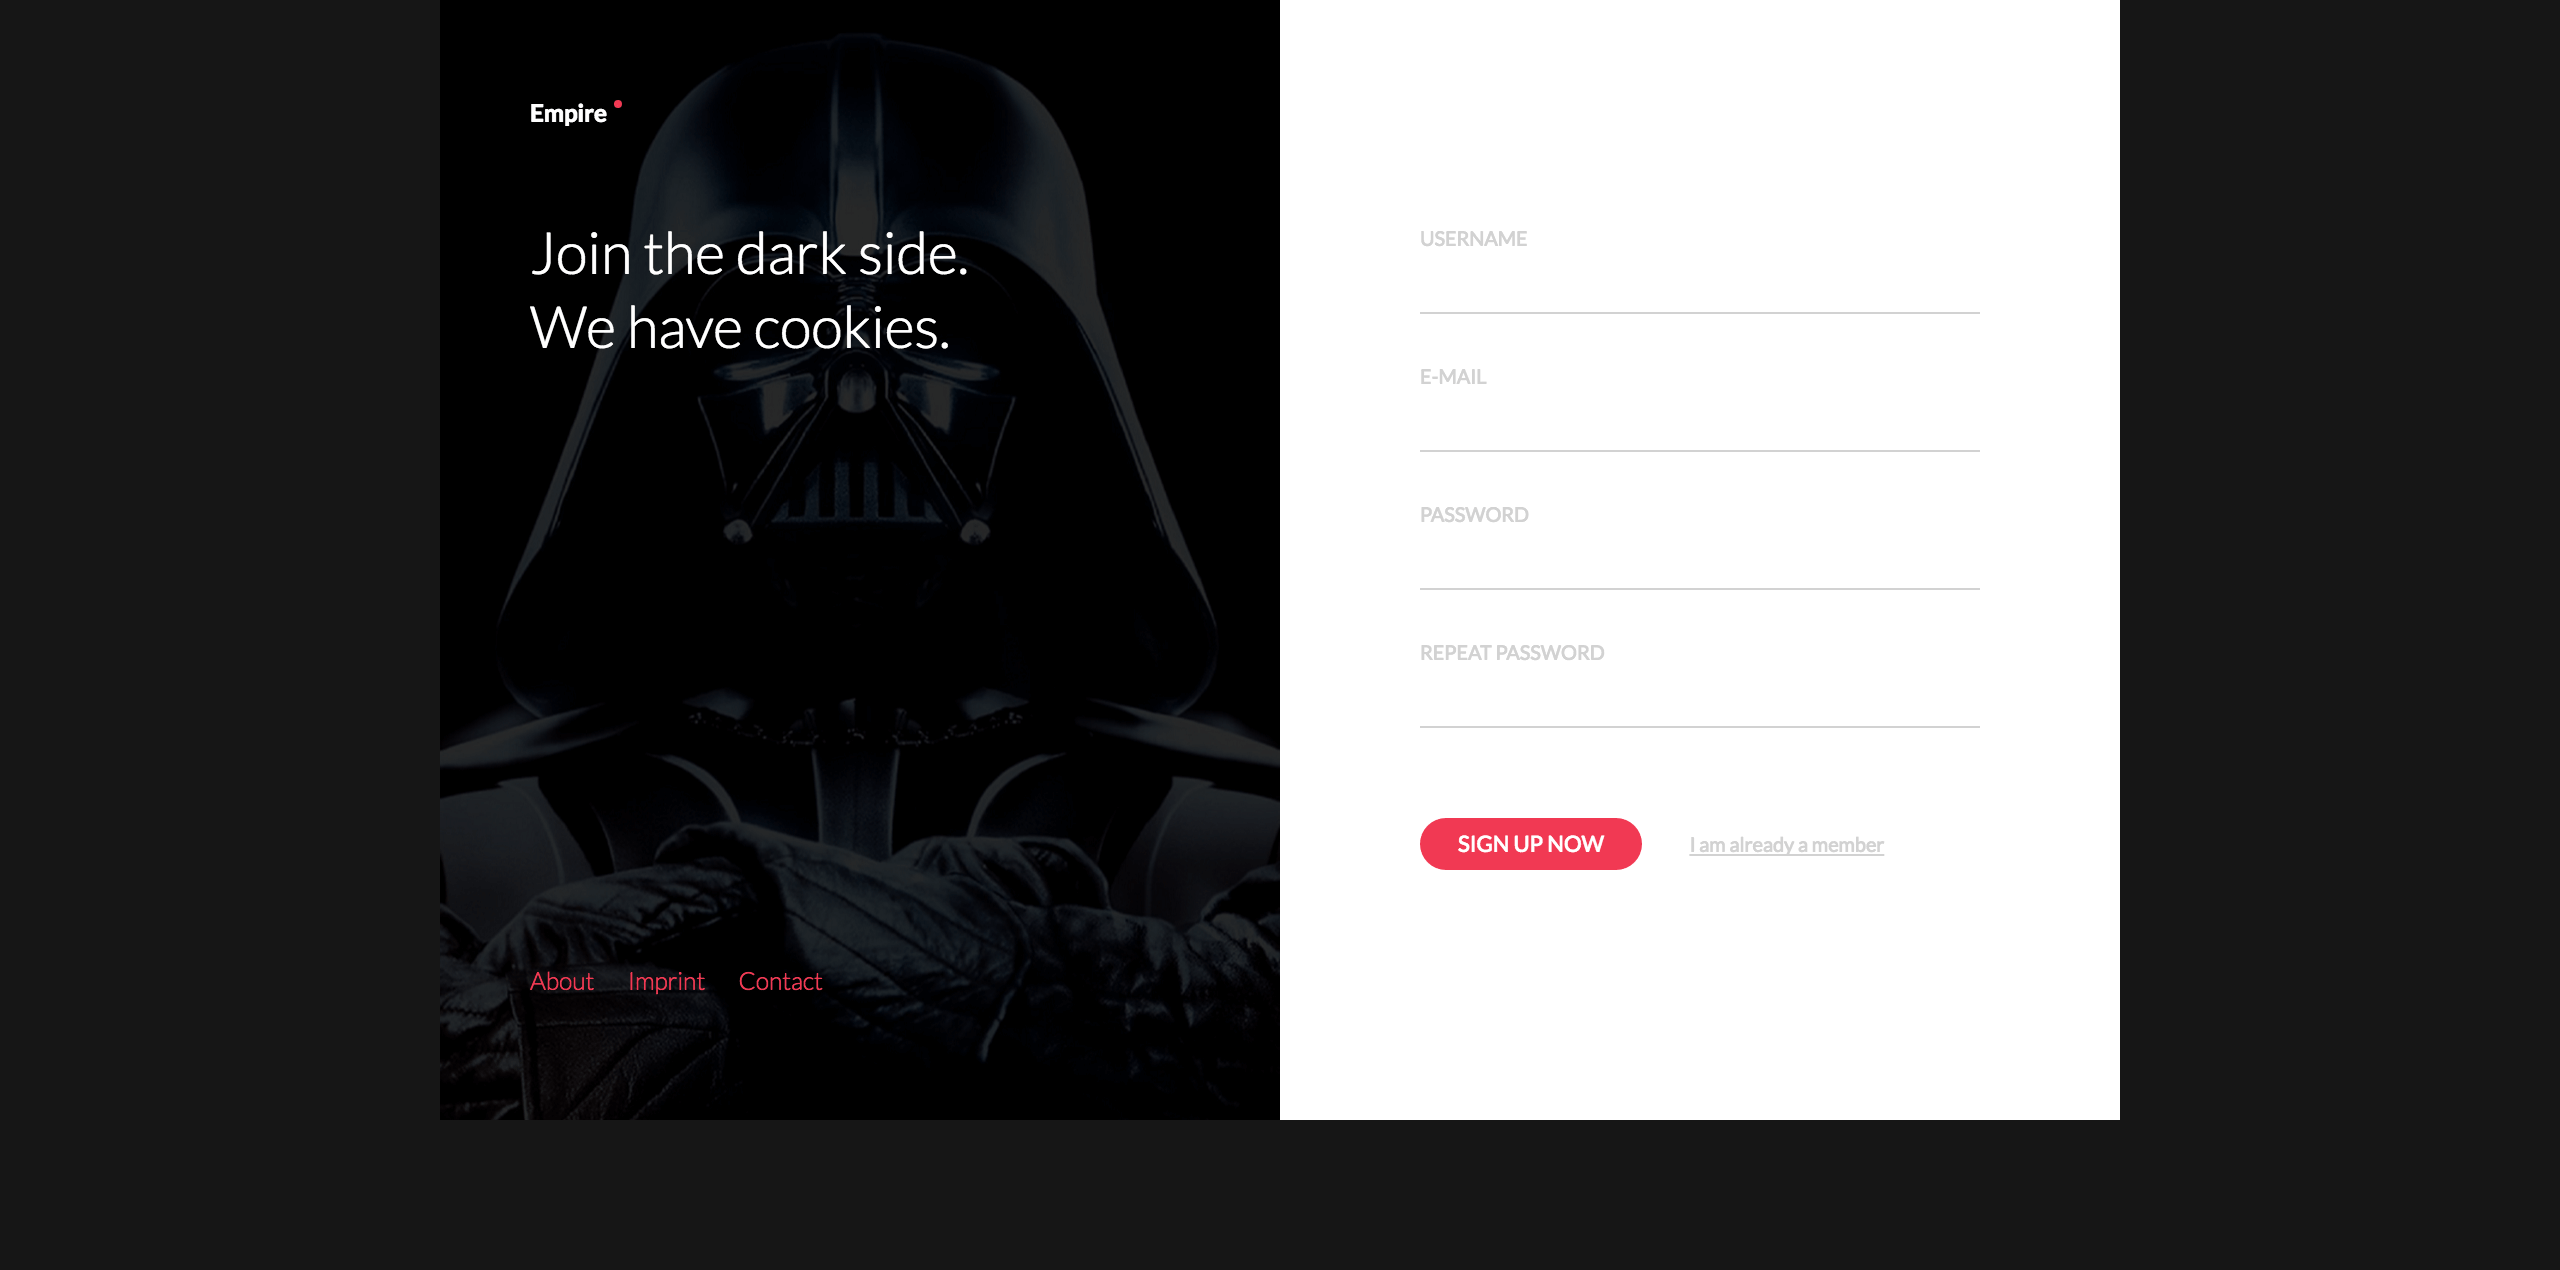 Empire
Join the dark side.
We have cookies.
About Imprint Contact
USERNAME
E-MAIL
PASSWORD
REPEAT PASSWORD
SIGN UP NOW I am already a member